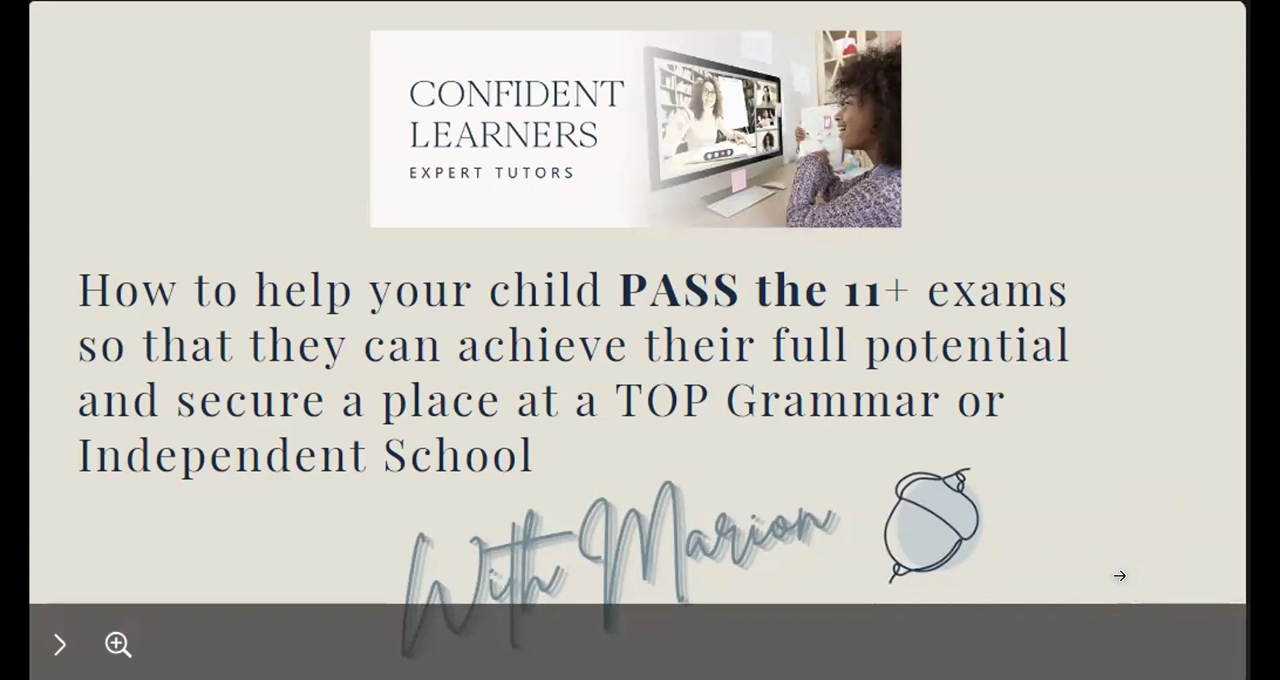 CONFIDENT
LEARNERS
EXPERT TUTORS
How to help your child PASS the 11+ exams
so that they can achieve their full potential
and secure a place at a TOP Grammar or
Independent School
With Marion